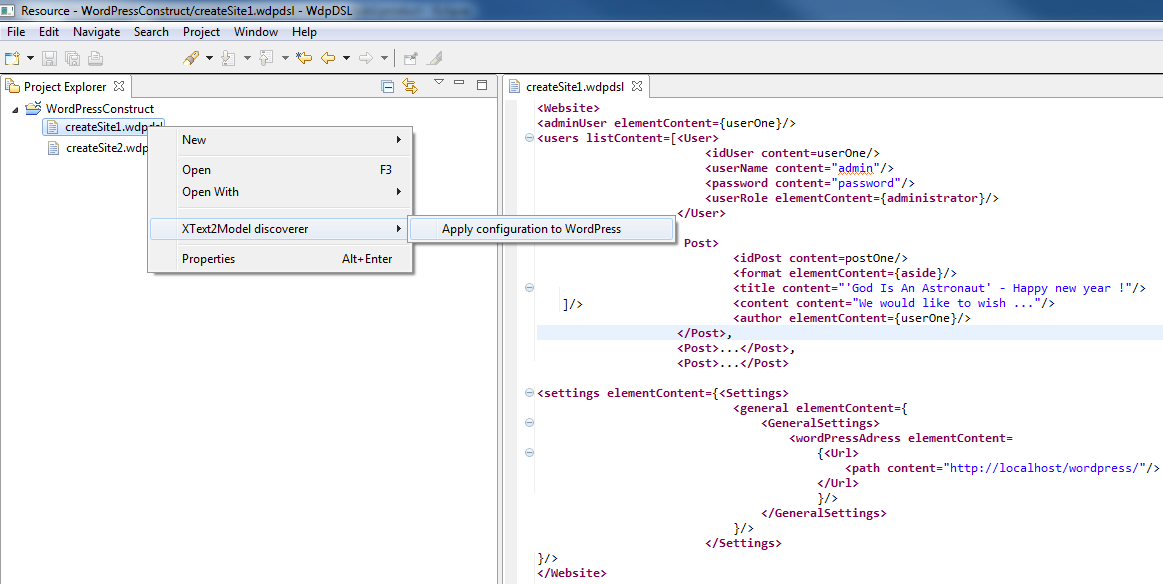 Resource - WordPressConstruct/createSite1.wdpdsl - WdpDSL
File Edit Navigate Search Project Window Help
Project Explorer
WordPressConstruct
createSite1.wdpdsl
createSite2.wdp
New
Open F3
Open With
XText2Model discoverer
Properties Alt+Enter
Apply configuration to WordPress
createSite1.wdpdsl
<Website>
<adminUser elementContent={userOne}/>
<users listContent=[<User>
<idUser content=userOne/>
<userName content="admin"/>
<password content="password"/>
<userRole elementContent={administrator}/>
</User>
Post>
<idPost content=postOne/>
<format elementContent={aside}/>
<title content="'God Is An Astronaut' - Happy new year !"/>
]/> <content content="We would like to wish ..."/>
<author elementContent={userOne}/>
</Post>,
<Post>...</Post>,
<Post>...</Post>
<settings elementContent={<Settings>
<general elementContent={
<GeneralSettings>
<wordPressAdress elementContent=
{<Url>
<path content="http://localhost/wordpress/"/>
</Url>
}/>
</GeneralSettings>
}/>
</Settings>
}/>
</Website>